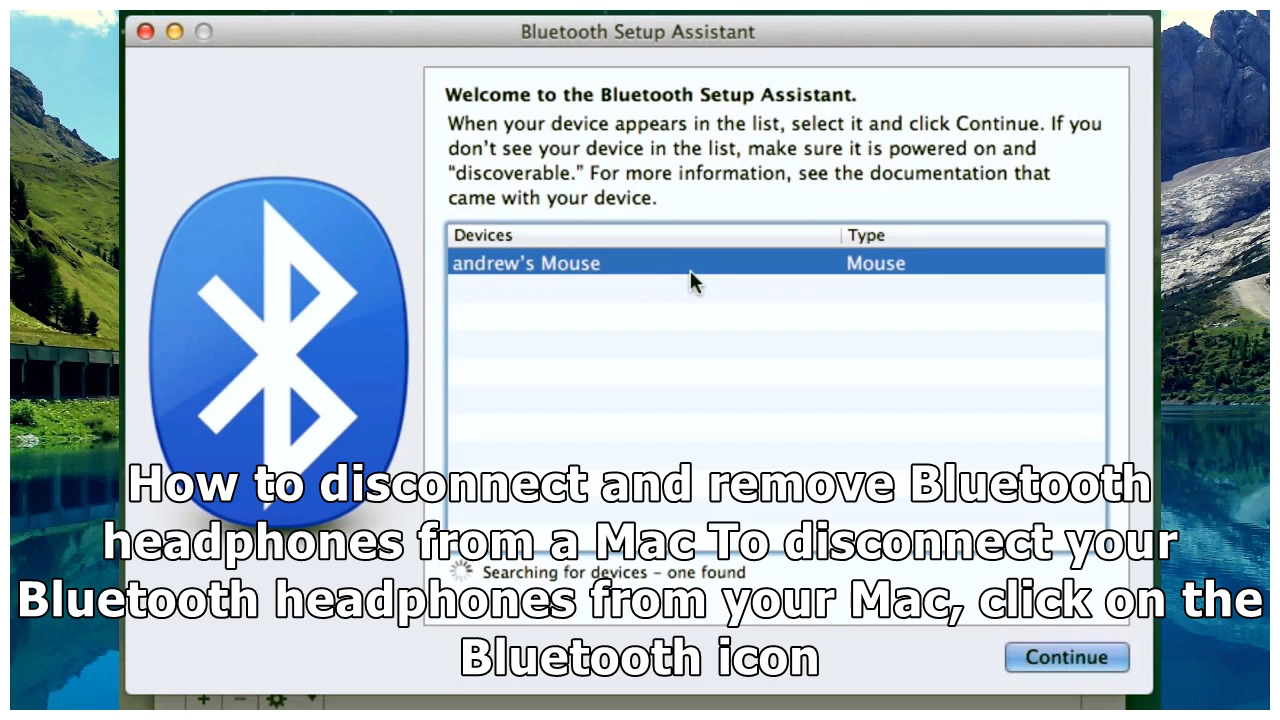 Bluetooth Setup Assistant
Welcome to the Bluetooth Setup Assistant.
When your device appears in the list, select it and click Continue. If you
don't see your device in the list, make sure it is powered on and
“discoverable.” For more information, see the documentation that
came with your device.
Devices Type
andrew's Mouse Mouse
How to disconnect and remove Bluetooth
headphones from a Mac To disconnect your
Searching for devices – one found
Bluetooth headphones from your Mac, click on the
Bluetooth icon
Continue